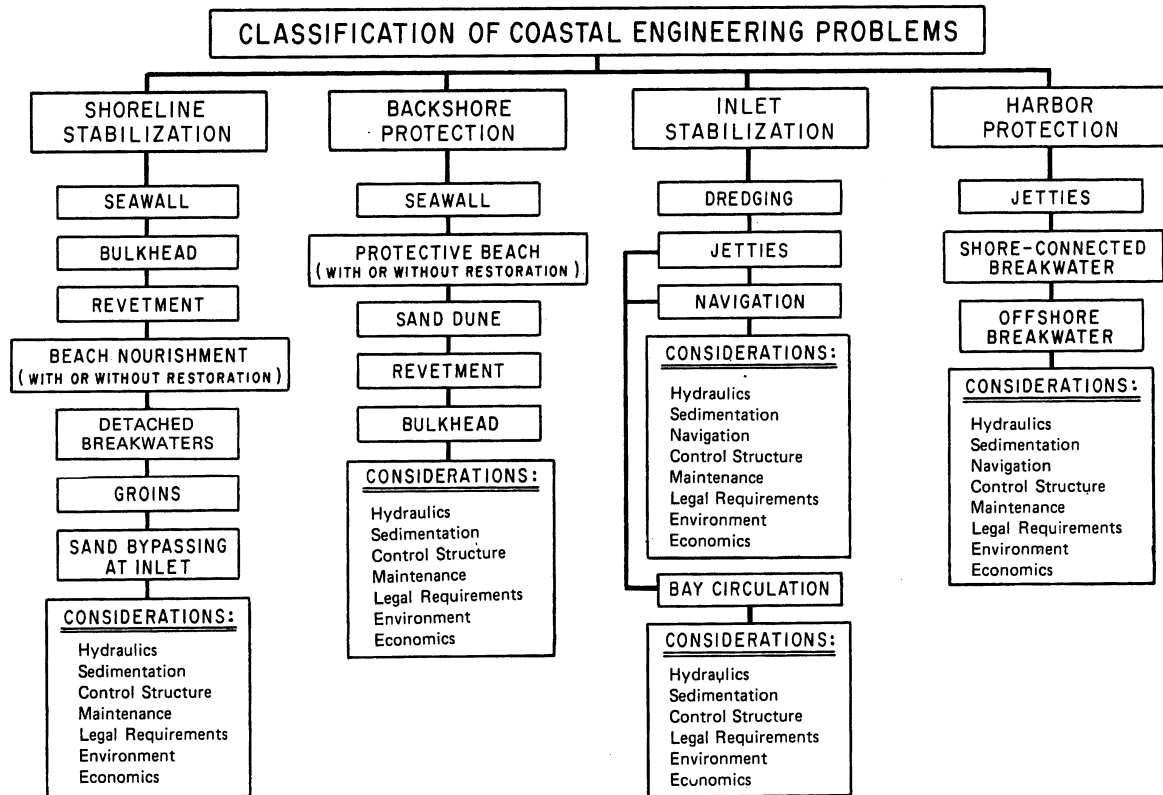 CLASSIFICATION OF COASTAL ENGINEERING PROBLEMS
SHORELINE
STABILIZATION
SEAWALL
BULKHEAD
REVETMENT
BEACH NOURISHMENT
(WITH OR WITHOUT RESTORATION)
DETACHED
BREAKWATERS
GROINS
SAND BYPASSING
AT INLET
CONSIDERATIONS:
Hydraulics
Sedimentation
Control Structure
Maintenance
Legal Requirements
Environment
Economics
BACKSHORE
PROTECTION
SEAWALL
PROTECTIVE BEACH
(WITH OR WITHOUT RESTORATION)
SAND DUNE
REVETMENT
BULKHEAD
CONSIDERATIONS:
Hydraulics
Sedimentation
Control Structure
Maintenance
Legal Requirements
Environment
Economics
INLET
STABILIZATION
DREDGING
JETTIES
NAVIGATION
CONSIDERATIONS:
Hydraulics
Sedimentation
Navigation
Control Structure
Maintenance
Legal Requirements
Environment
Economics
BAY CIRCULATION
CONSIDERATIONS:
Hydraulics
Sedimentation
Control Structure
Legal Requirements
Environment
Economics
HARBOR
PROTECTION
JETTIES
SHORE-CONNECTED
BREAKWATER
OFFSHORE
BREAKWATER
CONSIDERATIONS:
Hydraulics
Sedimentation
Navigation
Control Structure
Maintenance
Legal Requirements
Environment
Economics